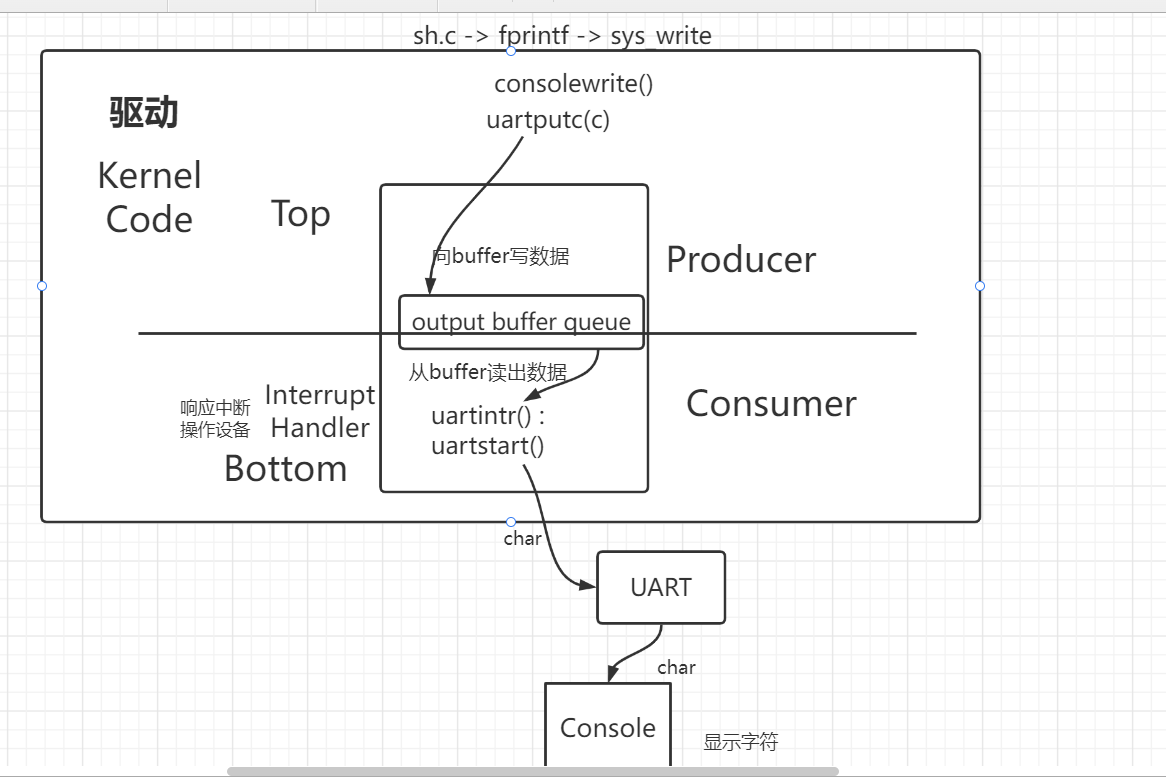 sh.c -> fprintf -> sys_write
consolewrite()
驱动
uartputc(c)
Kernel
Code
Top
向buffer写数据
Producer
output buffer queue
从buffer读出数据
Interrupt
Handler
响应中断
操作设备
Bottom
uartintr() :
uartstart()
Consumer
char
UART
char
Console
显示字符